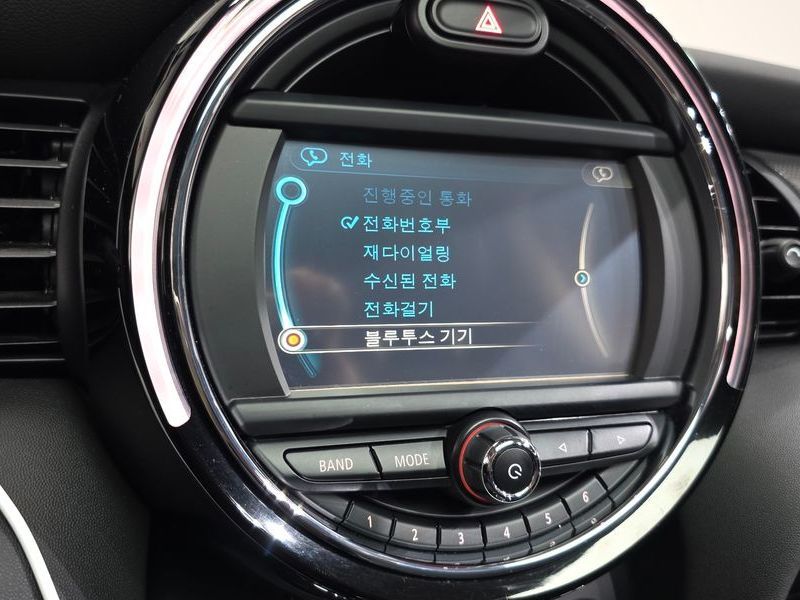 전화
진행중인 통화
전화번호부
재다이얼링
수신된 전화
전화걸기
블루투스 기기
BAND MODE
1 2 3 4 5 6